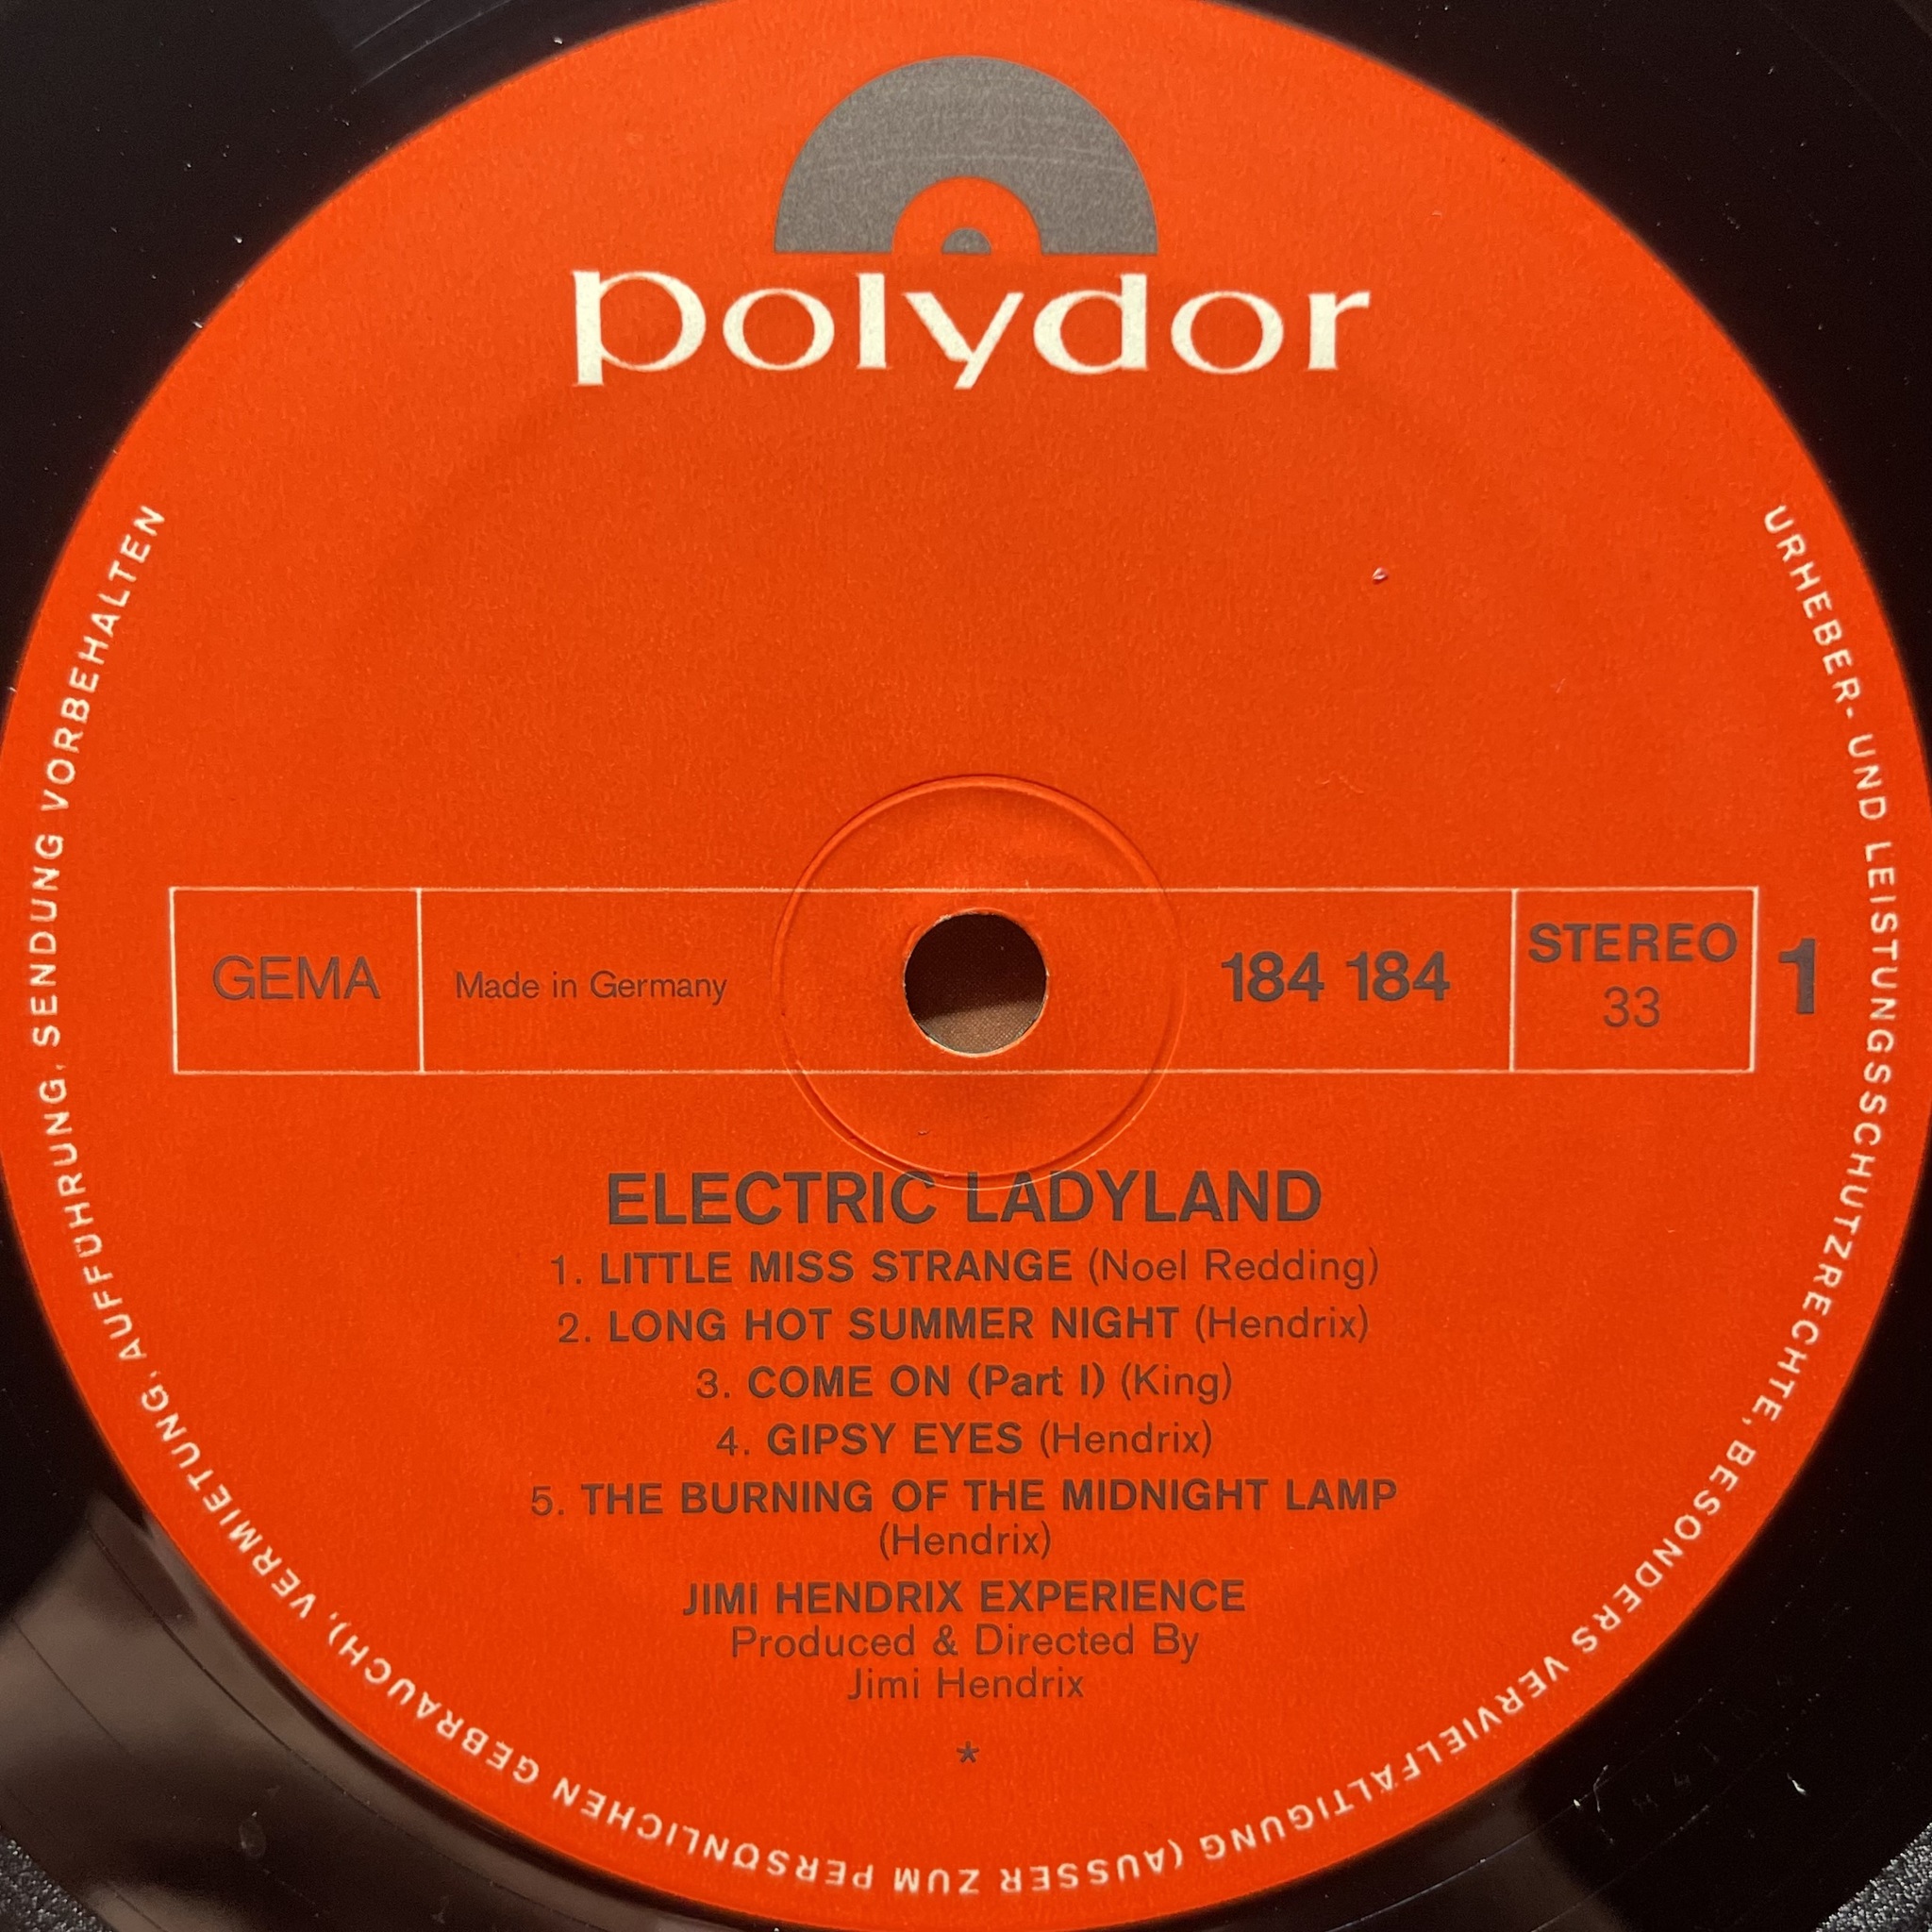 polydor
GEMA
Made in Germany
184 184
STEREO
33
1
ELECTRIC LADYLAND
1. LITTLE MISS STRANGE (Noel Redding)
2. LONG HOT SUMMER NIGHT (Hendrix)
3. COME ON (Part I) (King)
4. GIPSY EYES (Hendrix)
5. THE BURNING OF THE MIDNIGHT LAMP
(Hendrix)
JIMI HENDRIX EXPERIENCE
Produced & Directed By
Jimi Hendrix
*
URHEBER- UND LEISTUNGSSCHUTZRECHTE, BESONDERS VERVIELFÄLTIGUNG (AUSSER ZUM PERSÖNLICHEN GEBRAUCH), VERMIETUNG, AUFFÜHRUNG, SENDUNG VORBEHALTEN